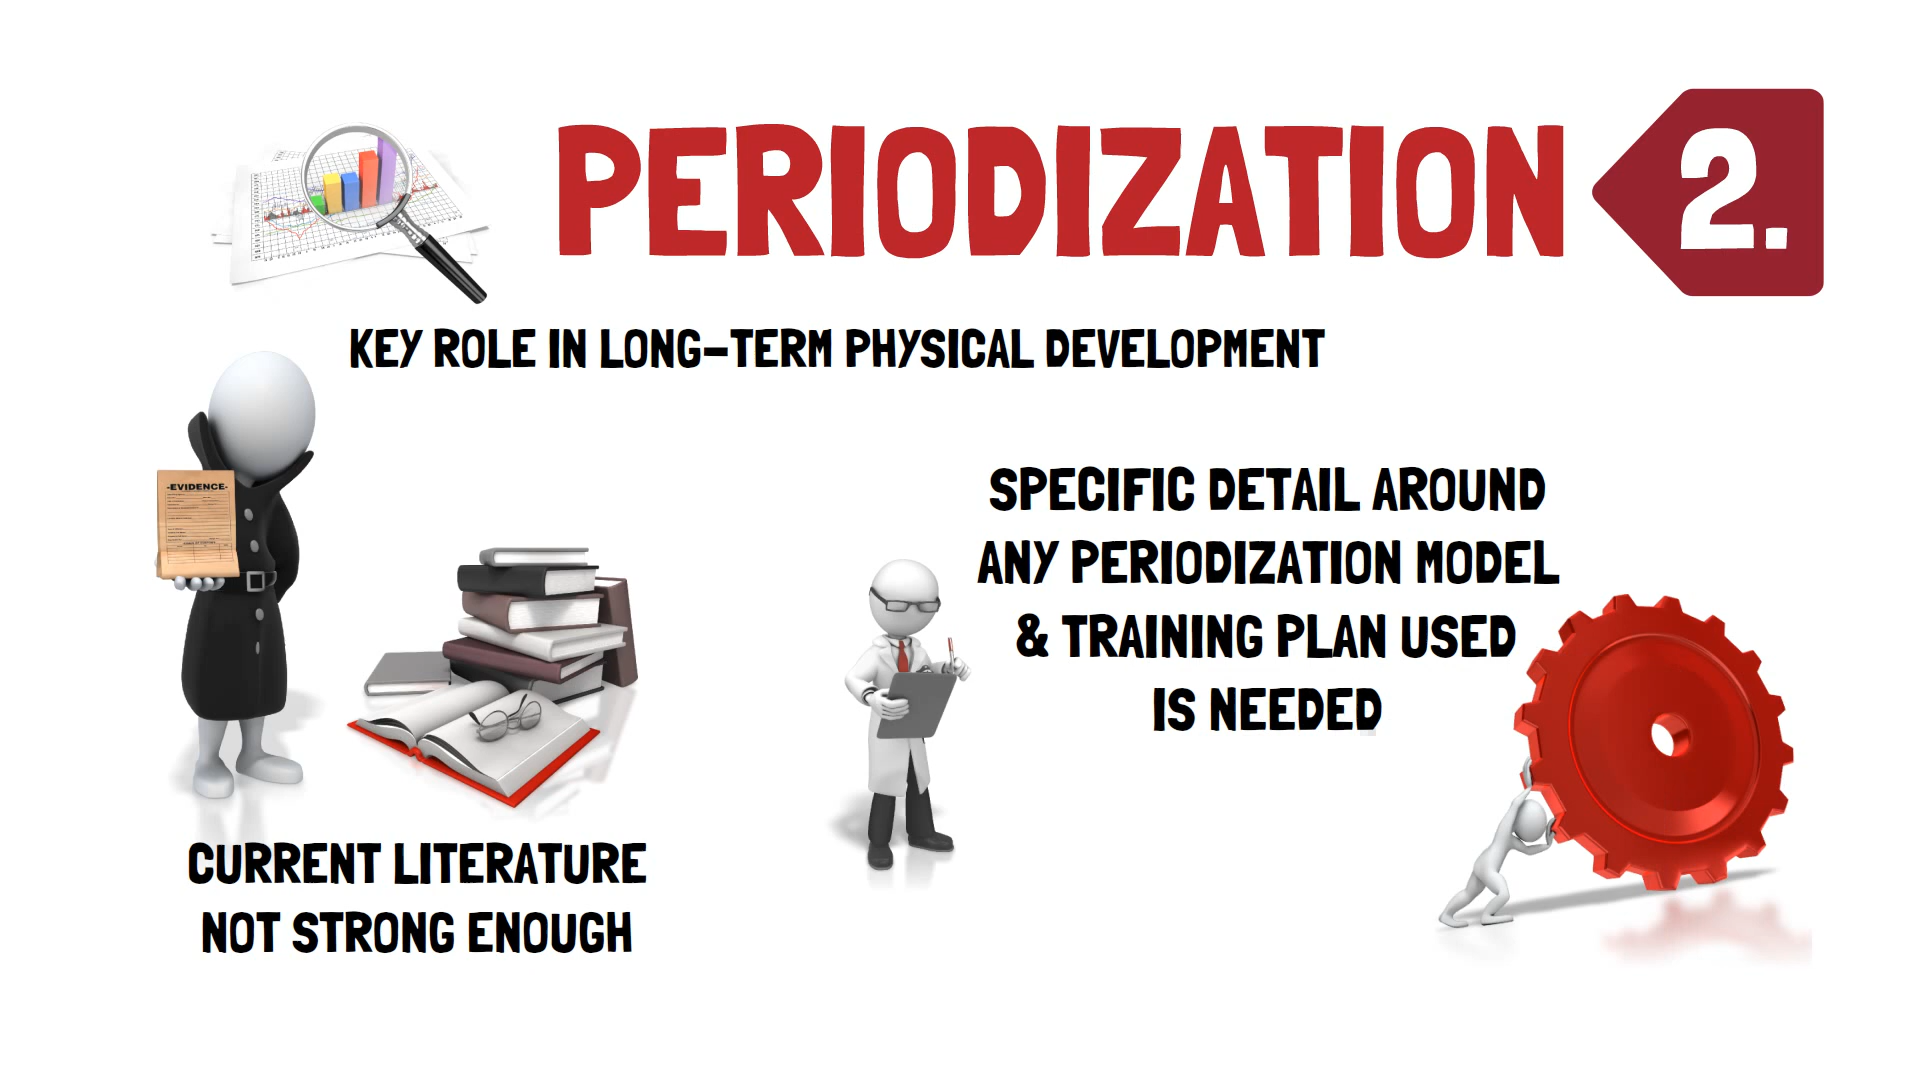 PERIODIZATION
2.
KEY ROLE IN LONG-TERM PHYSICAL DEVELOPMENT
-EVIDENCE-
SPECIFIC DETAIL AROUND
ANY PERIODIZATION MODEL
& TRAINING PLAN USED
IS NEEDED
CURRENT LITERATURE
NOT STRONG ENOUGH